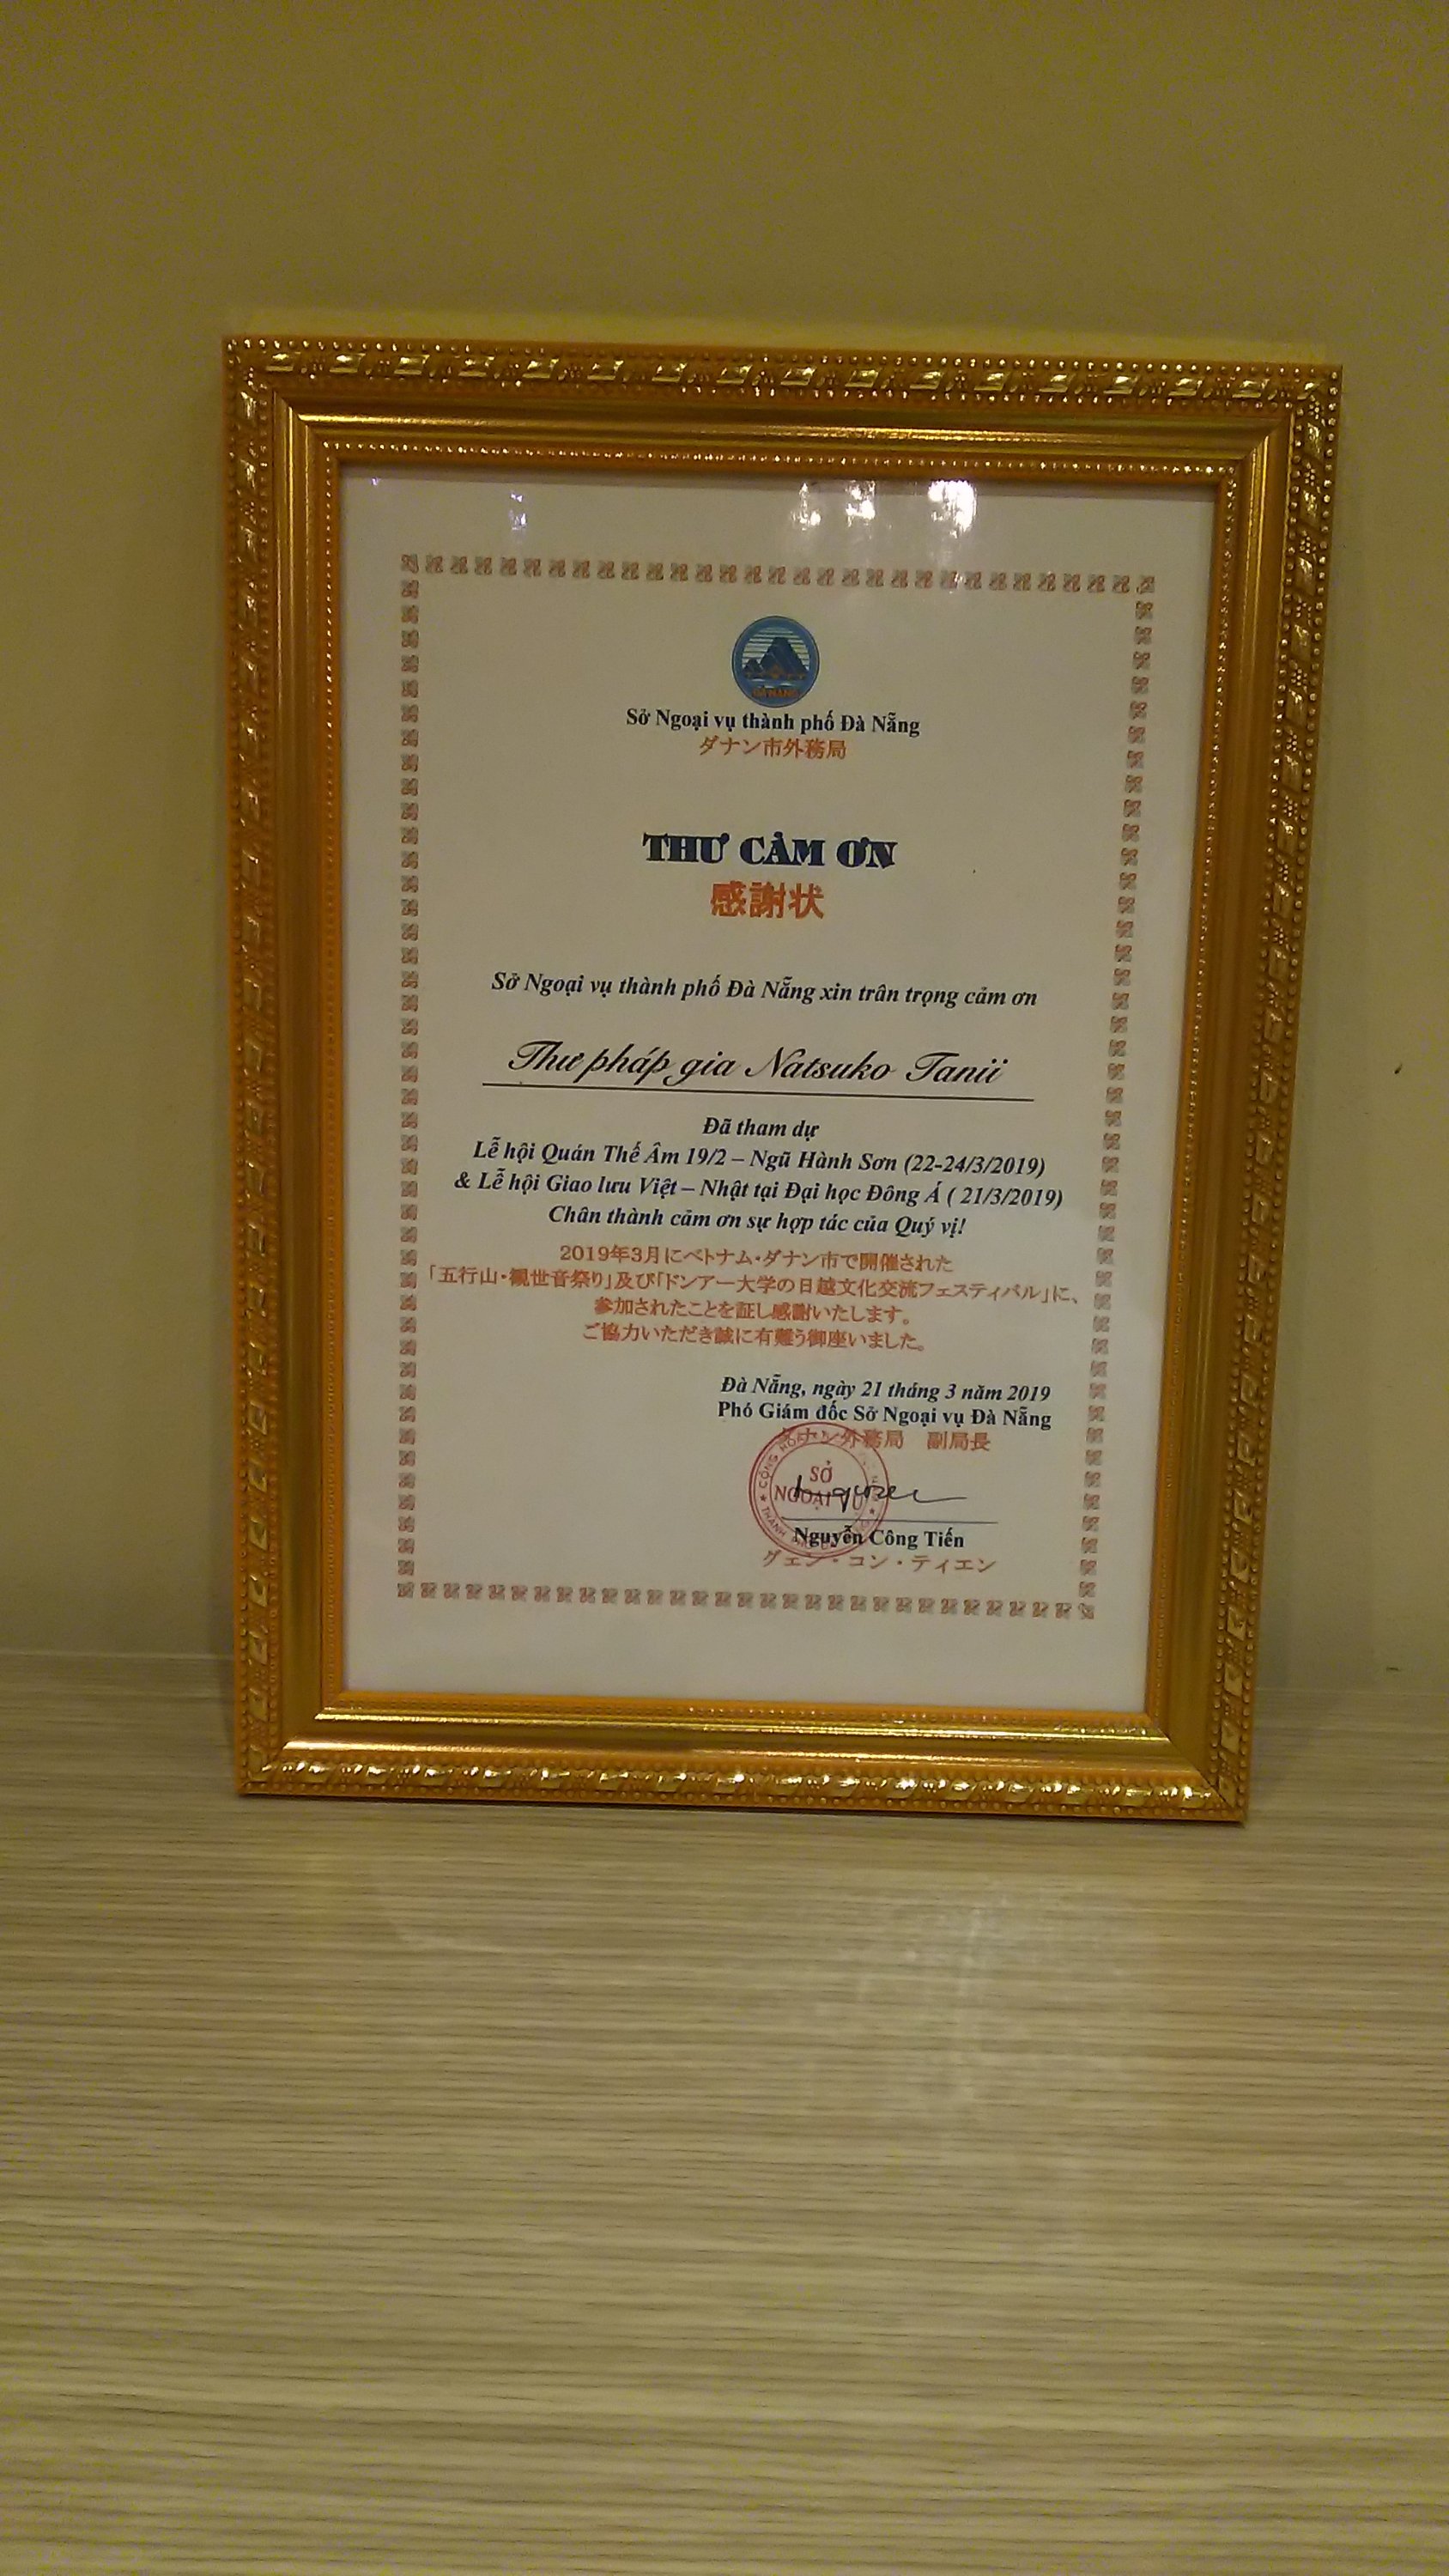 ĐÀ NẴNG
Sở Ngoại vụ thành phố Đà Nẵng
ダナン市外務局
THƯ CẢM ƠN
感謝状
Sở Ngoại vụ thành phố Đà Nẵng xin trân trọng cảm ơn
Thư pháp gia Natsuko Tanii
Đã tham dự
Lễ hội Quán Thế Âm 19/2 – Ngũ Hành Sơn (22-24/3/2019)
& Lễ hội Giao lưu Việt – Nhật tại Đại học Đông Á ( 21/3/2019)
Chân thành cảm ơn sự hợp tác của Quý vị!
2019年3月にベトナム・ダナン市で開催された
「五行山・観世音祭り」及び「ドンアー大学の日越文化交流フェスティバル」に、
参加されたことを証し感謝いたします。
ご協力いただき誠に有難う御座いました。
Đà Nẵng, ngày 21 tháng 3 năm 2019
Phó Giám đốc Sở Ngoại vụ Đà Nẵng
ダナン外務局 副局長
SỞ
NGOẠI VỤ
Nguyễn Công Tiến
グェン・コン・ティエン